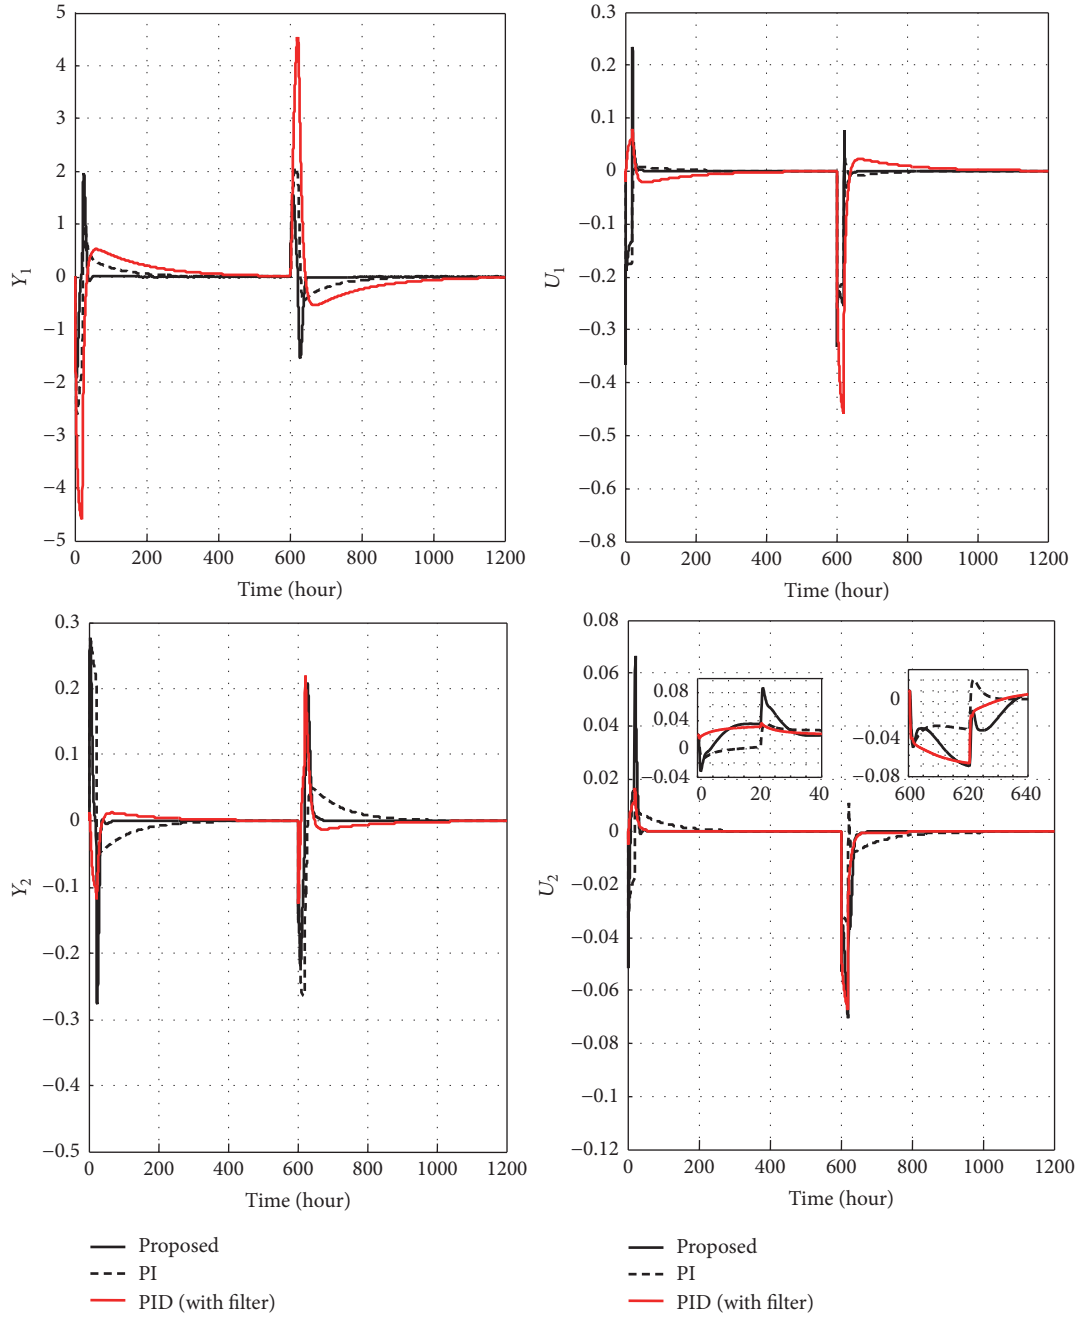 5
4
3
2
1
0
−1
−2
−3
−4
−5
Y1
0 200 400 600 800 1000 1200
Time (hour)
0.3
0.2
0.1
0
−0.1
−0.2
−0.3
−0.4
−0.5
−0.6
−0.8
U1
0 200 400 600 800 1000 1200
Time (hour)
0.3
0.2
0.1
0
−0.1
−0.2
−0.3
−0.4
−0.5
Y2
0 200 400 600 800 1000 1200
Time (hour)
0.08
0.06
0.04
0.02
0
−0.02
−0.04
−0.06
−0.08
−0.1
−0.12
U2
0.08
0.04
0
−0.04
0 20 40
0
−0.04
−0.08
600 620 640
0 200 400 600 800 1000 1200
Time (hour)
Proposed
PI
PID (with filter)
Proposed
PI
PID (with filter)